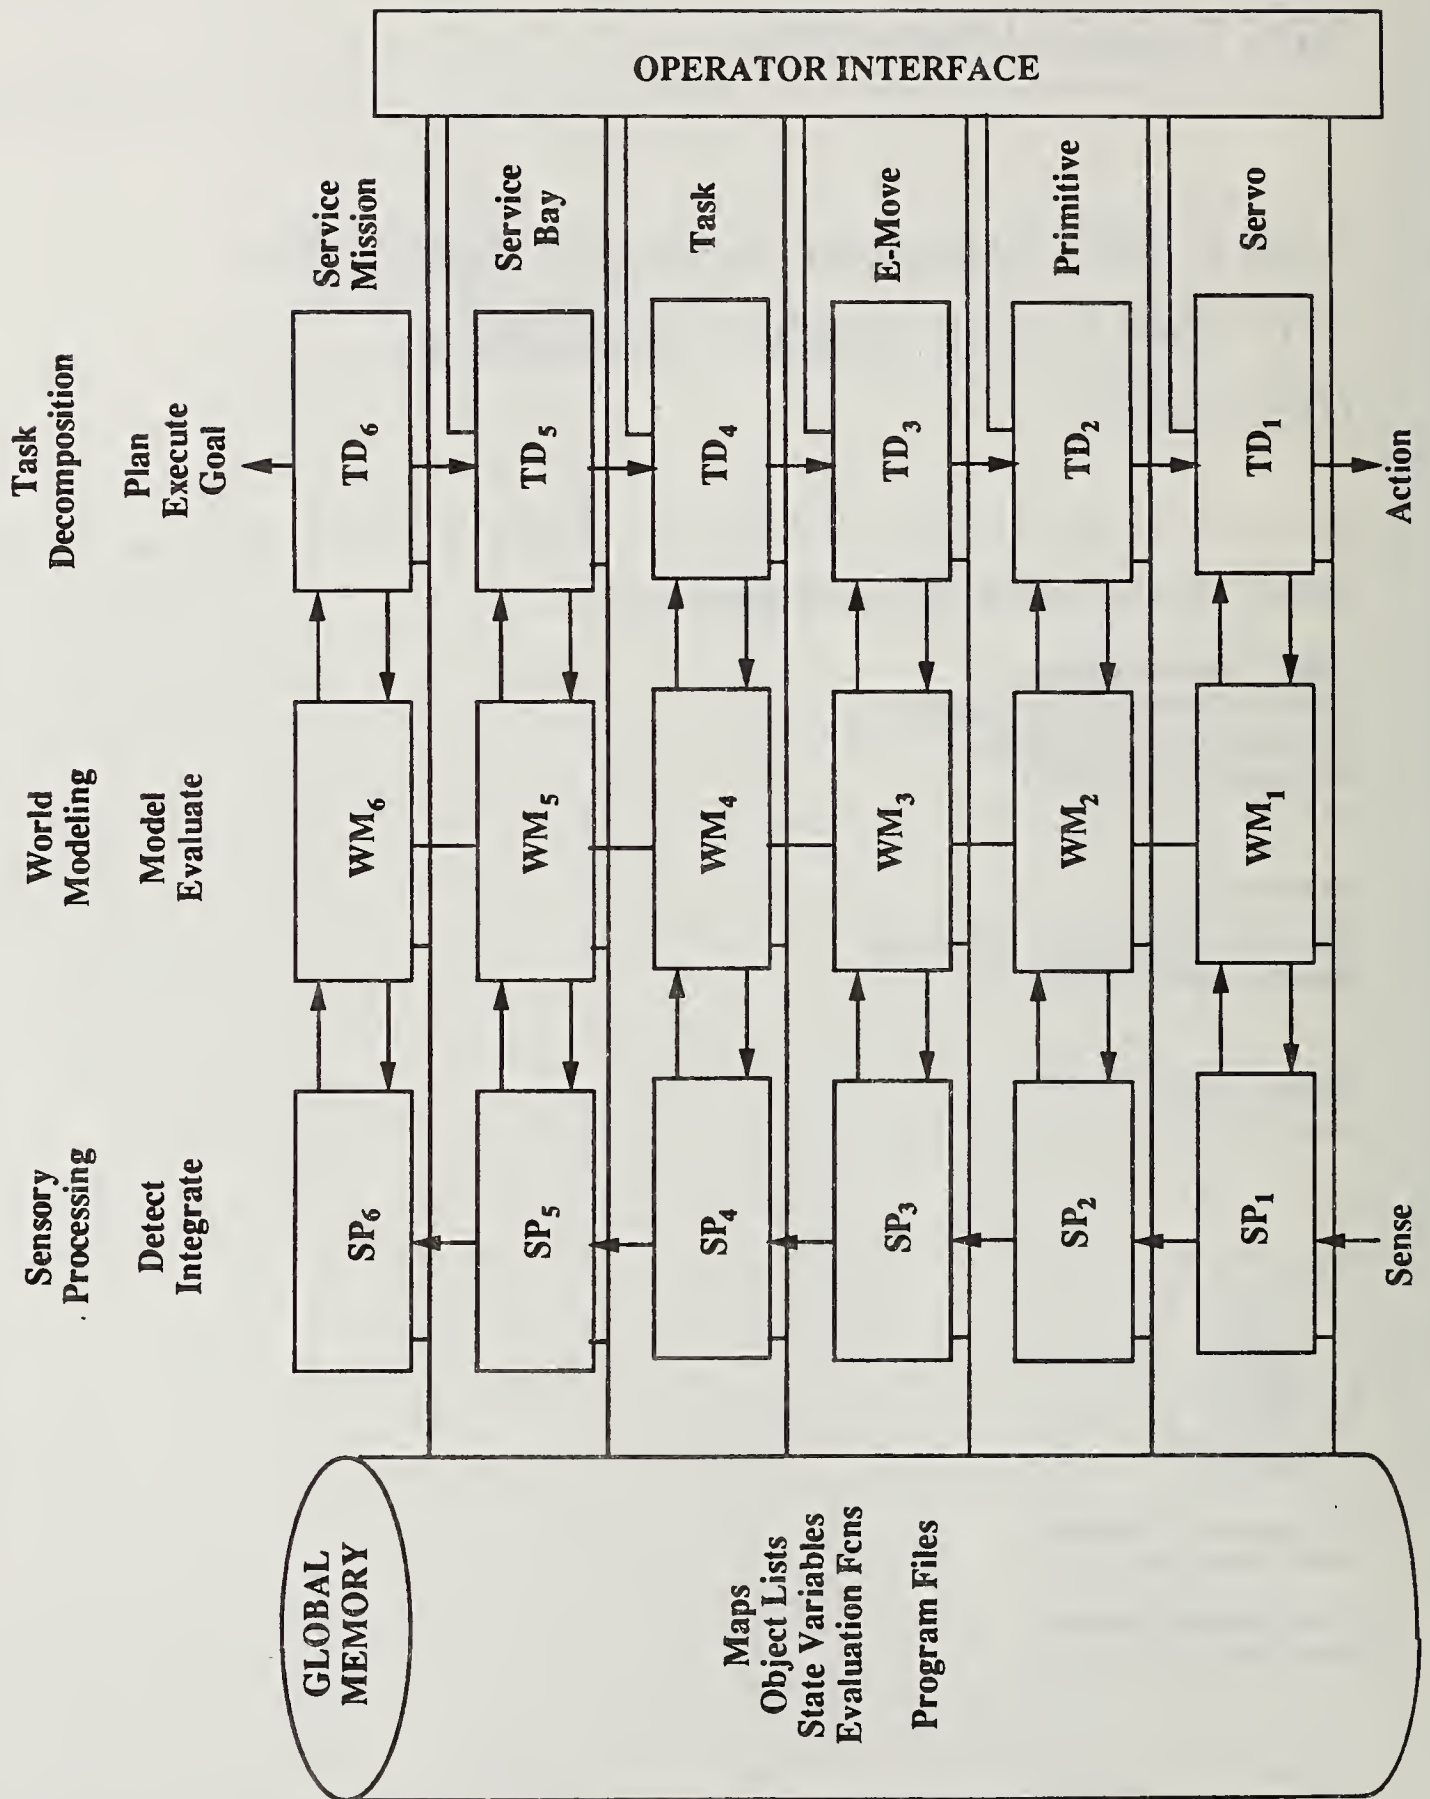 Sensory
Processing
World
Modeling
Task
Decomposition
Detect
Integrate
Model
Evaluate
Plan
Execute
Goal
GLOBAL
MEMORY
SP6
WM6
TD6
Service
Mission
SP5
WM5
TD5
Service
Bay
SP4
WM4
TD4
Task
SP3
WM3
TD3
E-Move
SP2
WM2
TD2
Primitive
SP1
WM1
TD1
Servo
Maps
Object Lists
State Variables
Evaluation Fcns
Program Files
Sense
Action
OPERATOR INTERFACE